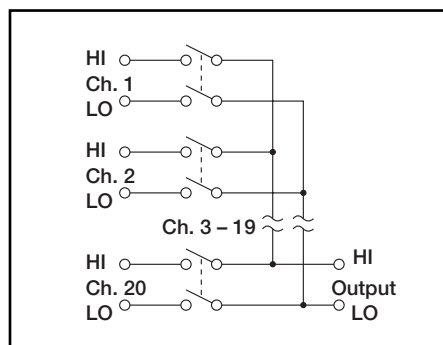 HI
Ch. 1
LO
HI
Ch. 2
LO
Ch. 3 – 19
HI
HI
Ch. 20
Output
LO
LO